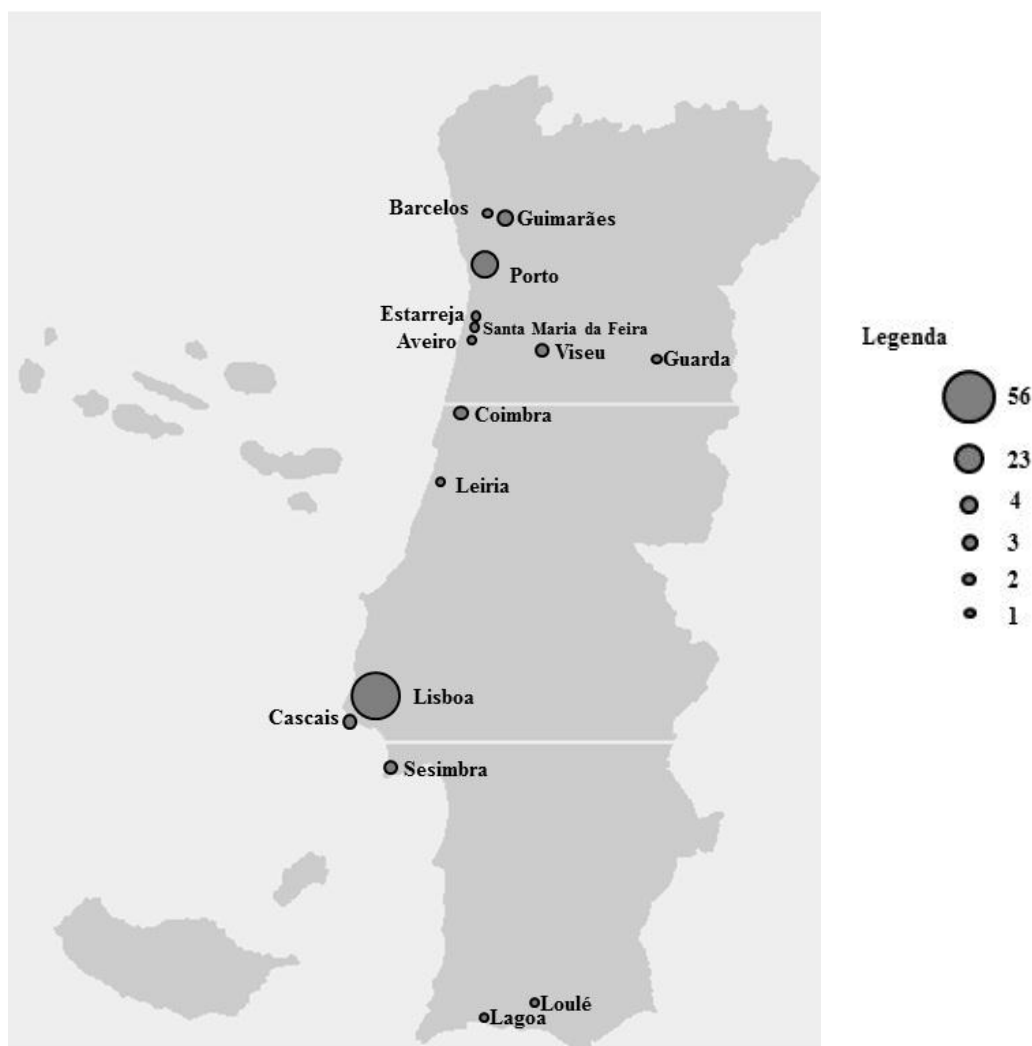 Barcelos
Guimarães
Porto
Estarreja
Santa Maria da Feira
Aveiro
Viseu
Guarda
Coimbra
Leiria
Lisboa
Cascais
Sesimbra
Loulé
Lagoa
Legenda
56
23
4
3
2
1